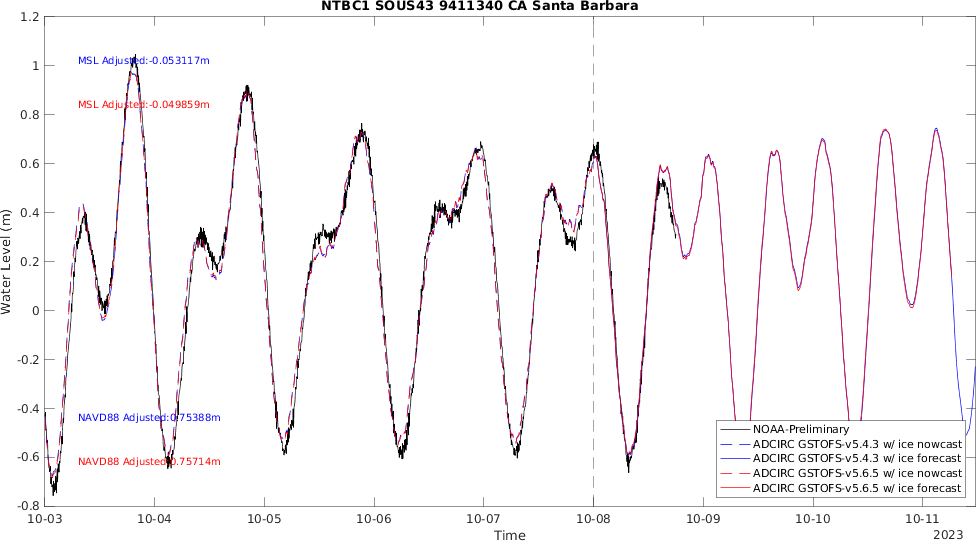 NTBC1 SOUS43 9411340 CA Santa Barbara
1.2
1
0.8
0.6
0.4
0.2
0
-0.2
-0.4
-0.6
-0.8
Water Level (m)
MSL Adjusted:-0.053117m
MSL Adjusted:-0.049859m
NAVD88 Adjusted:0.75388m
NAVD88 Adjusted:0.75714m
NOAA-Preliminary
ADCIRC GSTOFS-v5.4.3 w/ ice nowcast
ADCIRC GSTOFS-v5.4.3 w/ ice forecast
ADCIRC GSTOFS-v5.6.5 w/ ice nowcast
ADCIRC GSTOFS-v5.6.5 w/ ice forecast
10-03 10-04 10-05 10-06 10-07 10-08 10-09 10-10 10-11
Time
2023